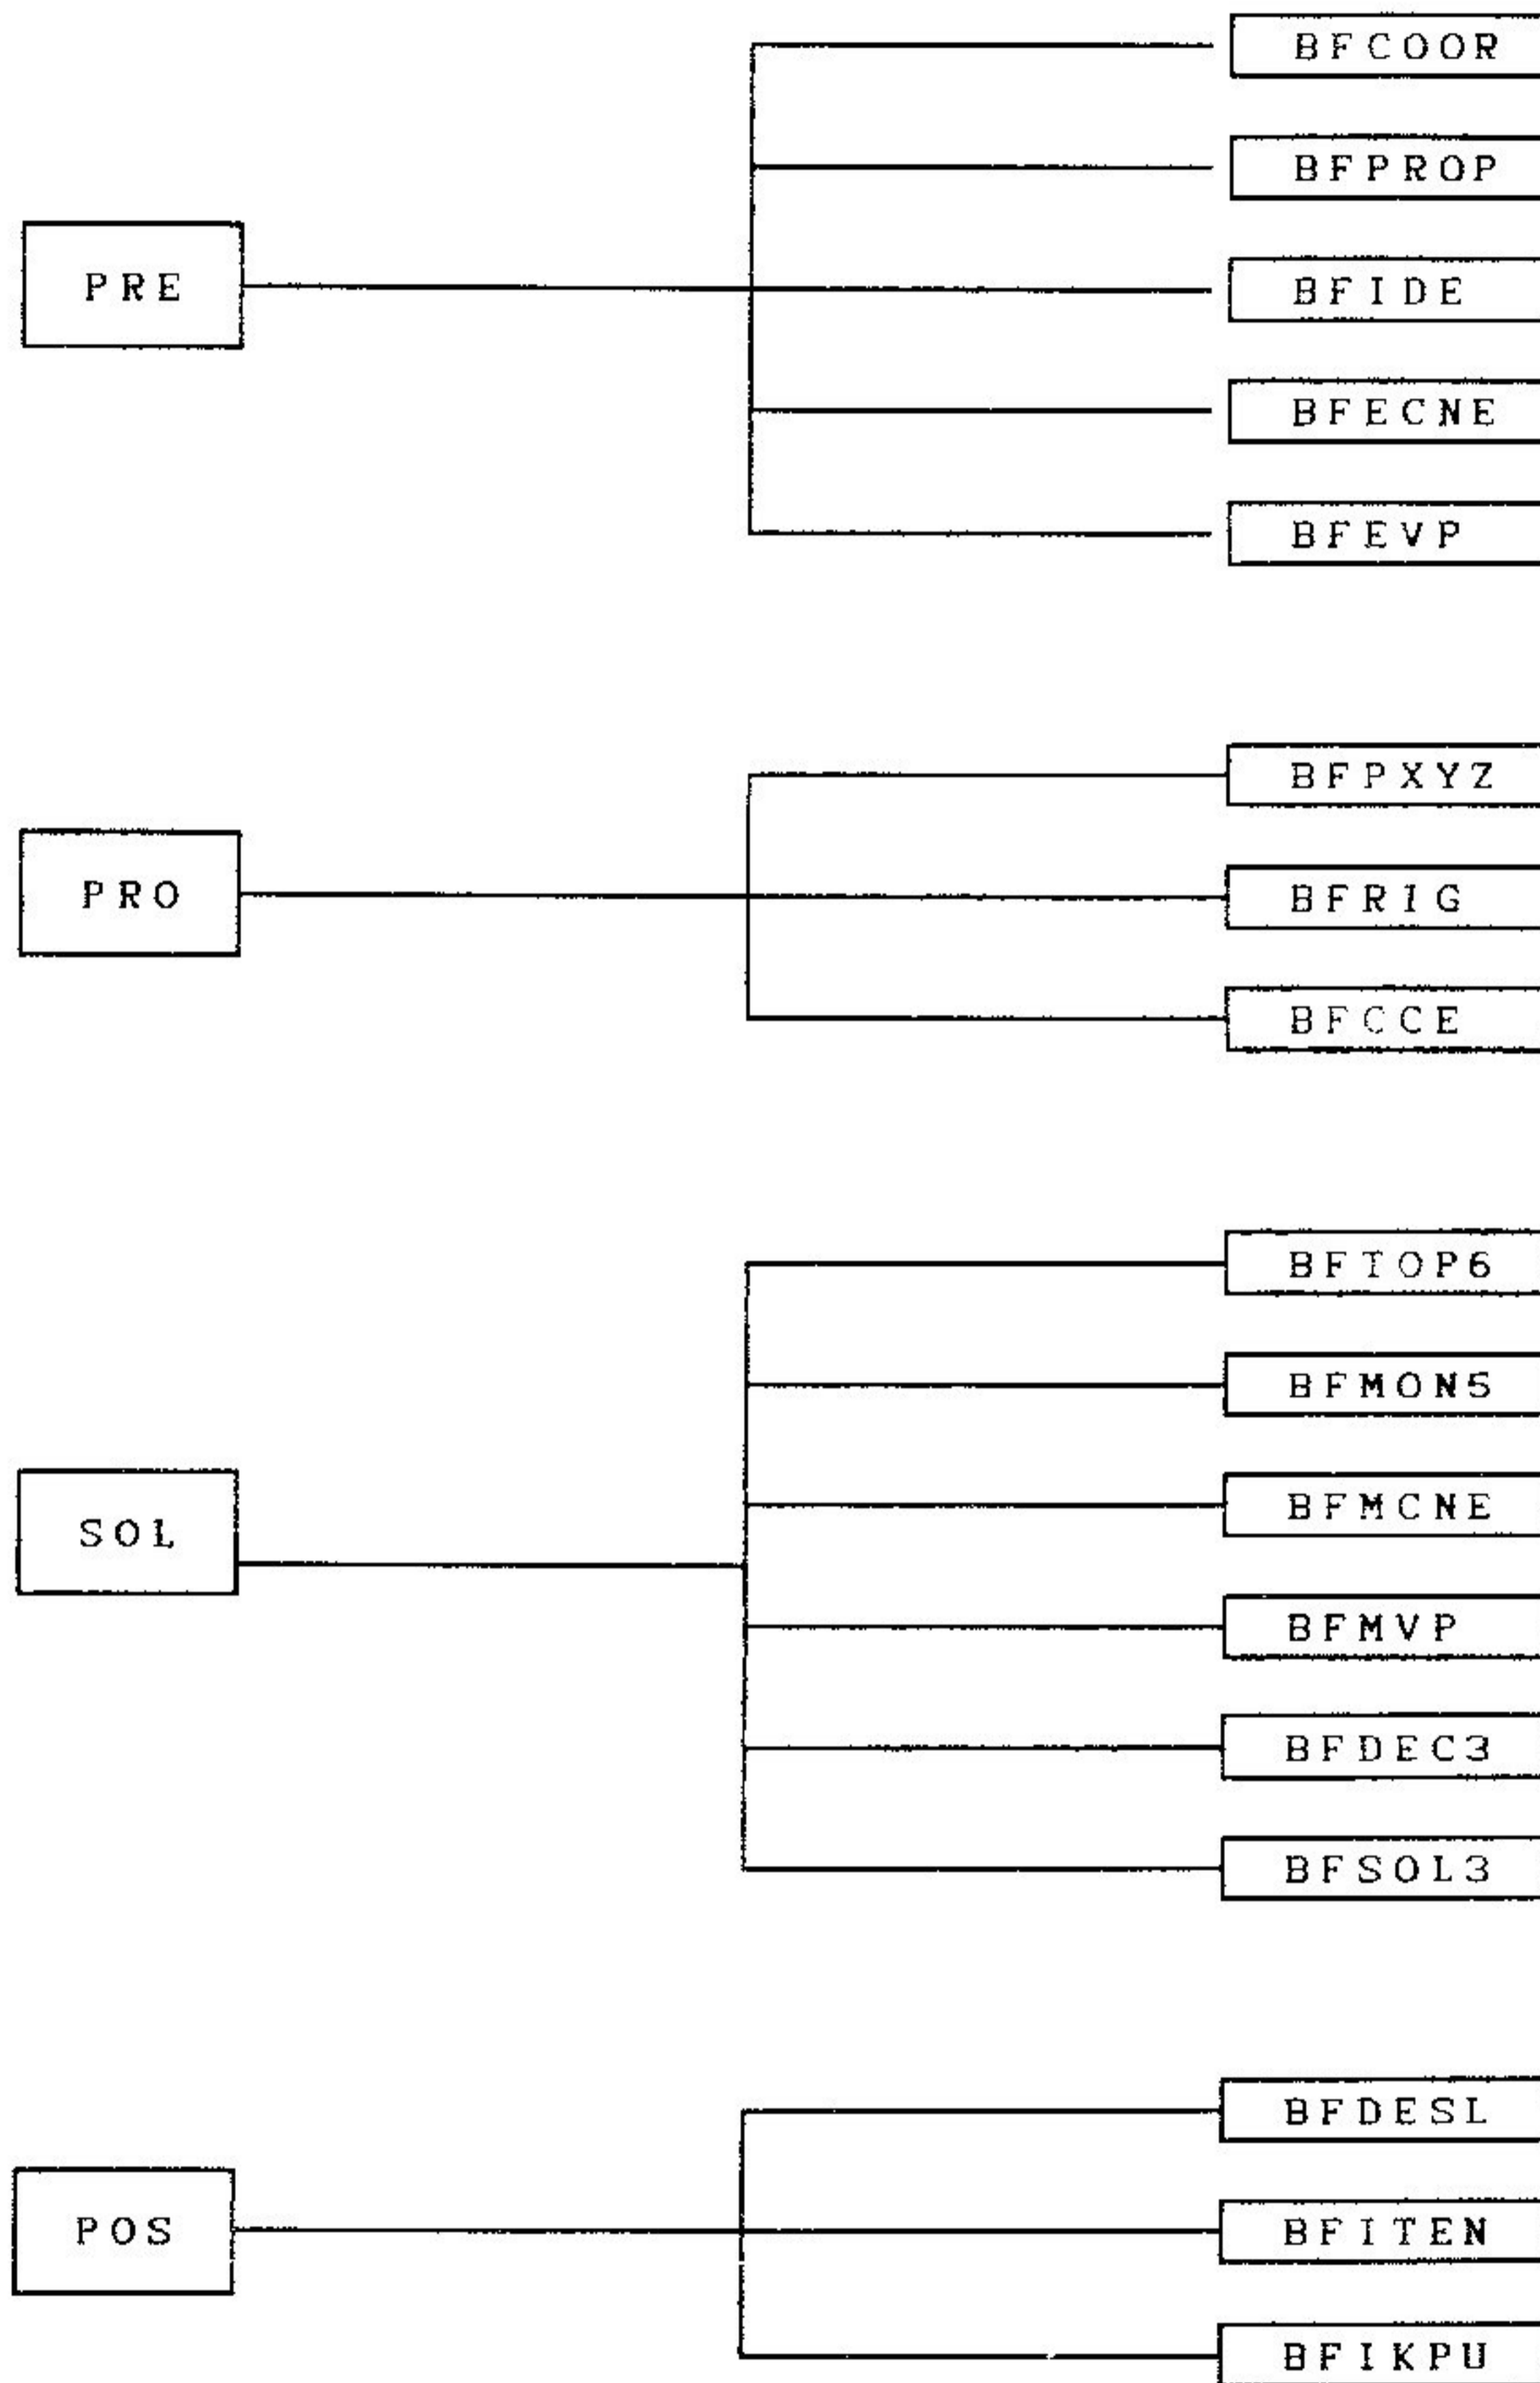 BFCOOR
BFPROP
PRE
BFIDE
BFECNE
BFEVP
BFPXYZ
PRO
BFRIG
BFCCE
BFTOP6
BFMON5
BFMCNE
SOL
BFMVP
BFDEC3
BFSOL3
BFDESL
POS
BFITEN
BFIKPU